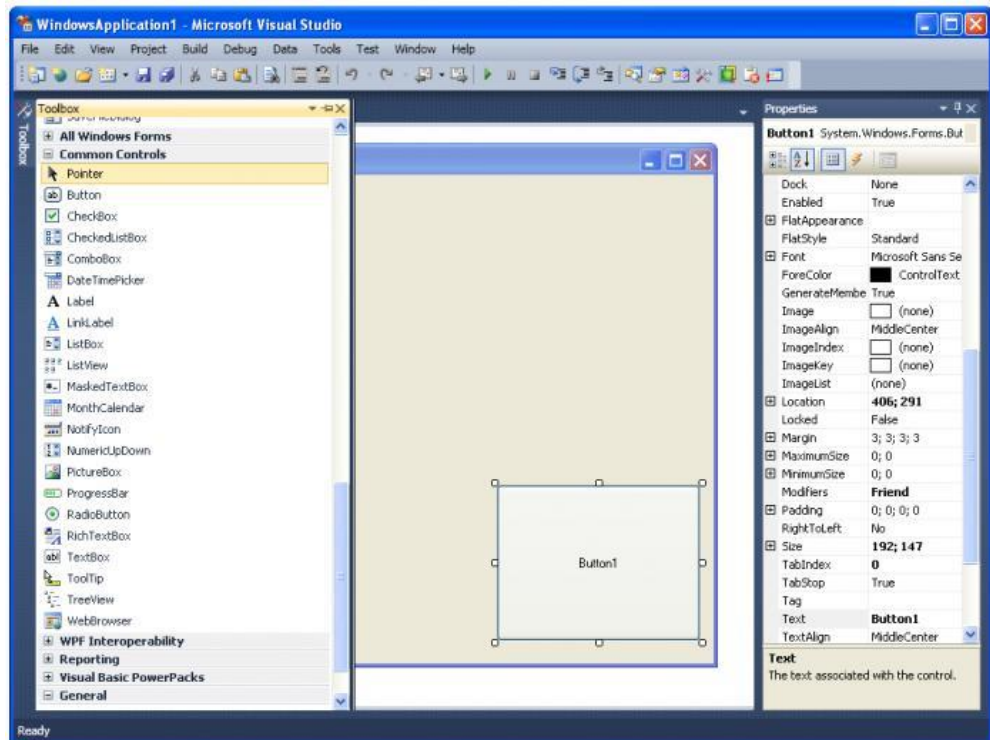 WindowsApplication1 - Microsoft Visual Studio
File Edit View Project Build Debug Data Tools Test Window Help
Toolbox
Toolbox
All Windows Forms
Common Controls
Pointer
Button
CheckBox
CheckedListBox
ComboBox
DateTimePicker
Label
LinkLabel
ListBox
ListView
MaskedTextBox
MonthCalendar
NotifyIcon
NumericUpDown
PictureBox
ProgressBar
RadioButton
RichTextBox
TextBox
ToolTip
TreeView
WebBrowser
WPF Interoperability
Reporting
Visual Basic PowerPacks
General
Button1
Properties
Button1 System.Windows.Forms.But
Dock None
Enabled True
FlatAppearance
FlatStyle Standard
Font Microsoft Sans Se
ForeColor ControlText
GenerateMembe True
Image (none)
ImageAlign MiddleCenter
ImageIndex (none)
ImageKey (none)
ImageList (none)
Location 406; 291
Locked False
Margin 3; 3; 3; 3
MaximumSize 0; 0
MinimumSize 0; 0
Modifiers Friend
Padding 0; 0; 0; 0
RightToLeft No
Size 192; 147
TabIndex 0
TabStop True
Tag
Text Button1
TextAlign MiddleCenter
Text
The text associated with the control.
Ready